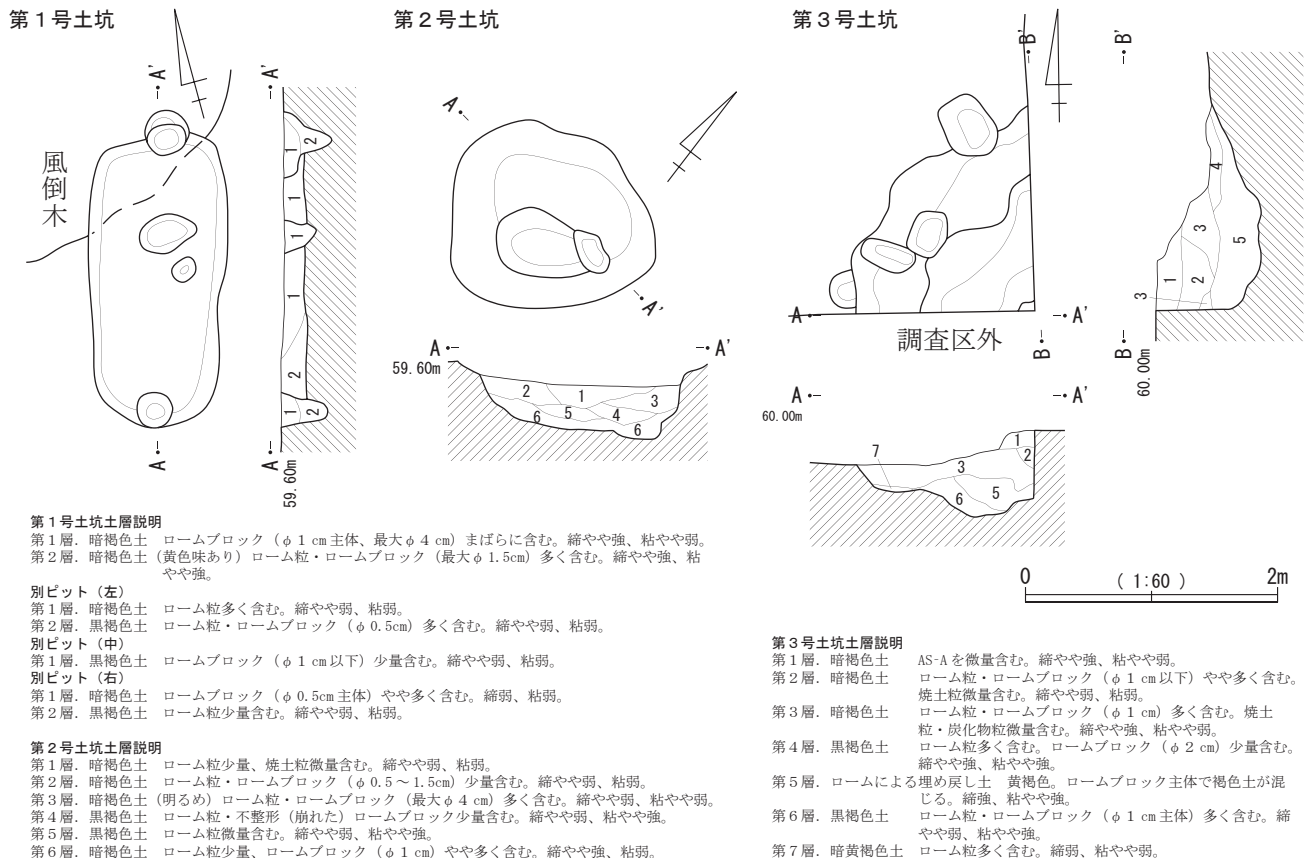 第１号土坑
風倒木
A'
A
A'
A
59.60m
1
2
1
1
1
2
1
2
第２号土坑
A
A'
A
A'
59.60m
2
1
3
5
4
6
6
第３号土坑
B'
B'
A
A'
調査区外
B
B
60.00m
4
3
5
1
2
3
A
A'
60.00m
7
1
2
3
6
5
0
( 1:60 )
2m
第１号土坑土層説明
第１層．暗褐色土　ロームブロック（φ１cm 主体、最大φ４cm）まばらに含む。締やや強、粘やや弱。
第２層．暗褐色土（黄色味あり）ローム粒・ロームブロック（最大φ1.5cm）多く含む。締やや強、粘
やや強。
別ピット（左）
第１層．暗褐色土　ローム粒多く含む。締やや弱、粘弱。
第２層．黒褐色土　ローム粒・ロームブロック（φ0.5cm）多く含む。締やや弱、粘弱。
別ピット（中）
第１層．黒褐色土　ロームブロック（φ１cm 以下）少量含む。締やや弱、粘弱。
別ピット（右）
第１層．暗褐色土　ロームブロック（φ0.5cm 主体）やや多く含む。締弱、粘弱。
第２層．黒褐色土　ローム粒少量含む。締やや弱、粘弱。
第２号土坑土層説明
第１層．暗褐色土　ローム粒少量、焼土粒微量含む。締やや弱、粘弱。
第２層．暗褐色土　ローム粒・ロームブロック（φ0.5～1.5cm）少量含む。締やや弱、粘弱。
第３層．暗褐色土（明るめ）ローム粒・ロームブロック（最大φ４cm）多く含む。締やや弱、粘やや弱。
第４層．黒褐色土　ローム粒・不整形（崩れた）ロームブロック少量含む。締やや弱、粘やや強。
第５層．黒褐色土　ローム粒微量含む。締やや弱、粘やや強。
第６層．暗褐色土　ローム粒少量、ロームブロック（φ１cm）やや多く含む。締やや強、粘弱。
第３号土坑土層説明
第１層．暗褐色土　AS-A を微量含む。締やや強、粘やや弱。
第２層．暗褐色土　ローム粒・ロームブロック（φ１cm 以下）やや多く含む。
焼土粒微量含む。締やや弱、粘弱。
第３層．暗褐色土　ローム粒・ロームブロック（φ１cm）多く含む。焼土
粒・炭化物粒微量含む。締やや強、粘やや弱。
第４層．黒褐色土　ローム粒多く含む。ロームブロック（φ２cm）少量含む。
締やや強、粘やや強。
第５層．ロームによる埋め戻し土　黄褐色。ロームブロック主体で褐色土が混
じる。締強、粘やや強。
第６層．黒褐色土　ローム粒・ロームブロック（φ１cm 主体）多く含む。締
やや弱、粘やや強。
第７層．暗黄褐色土　ローム粒多く含む。締弱、粘やや弱。